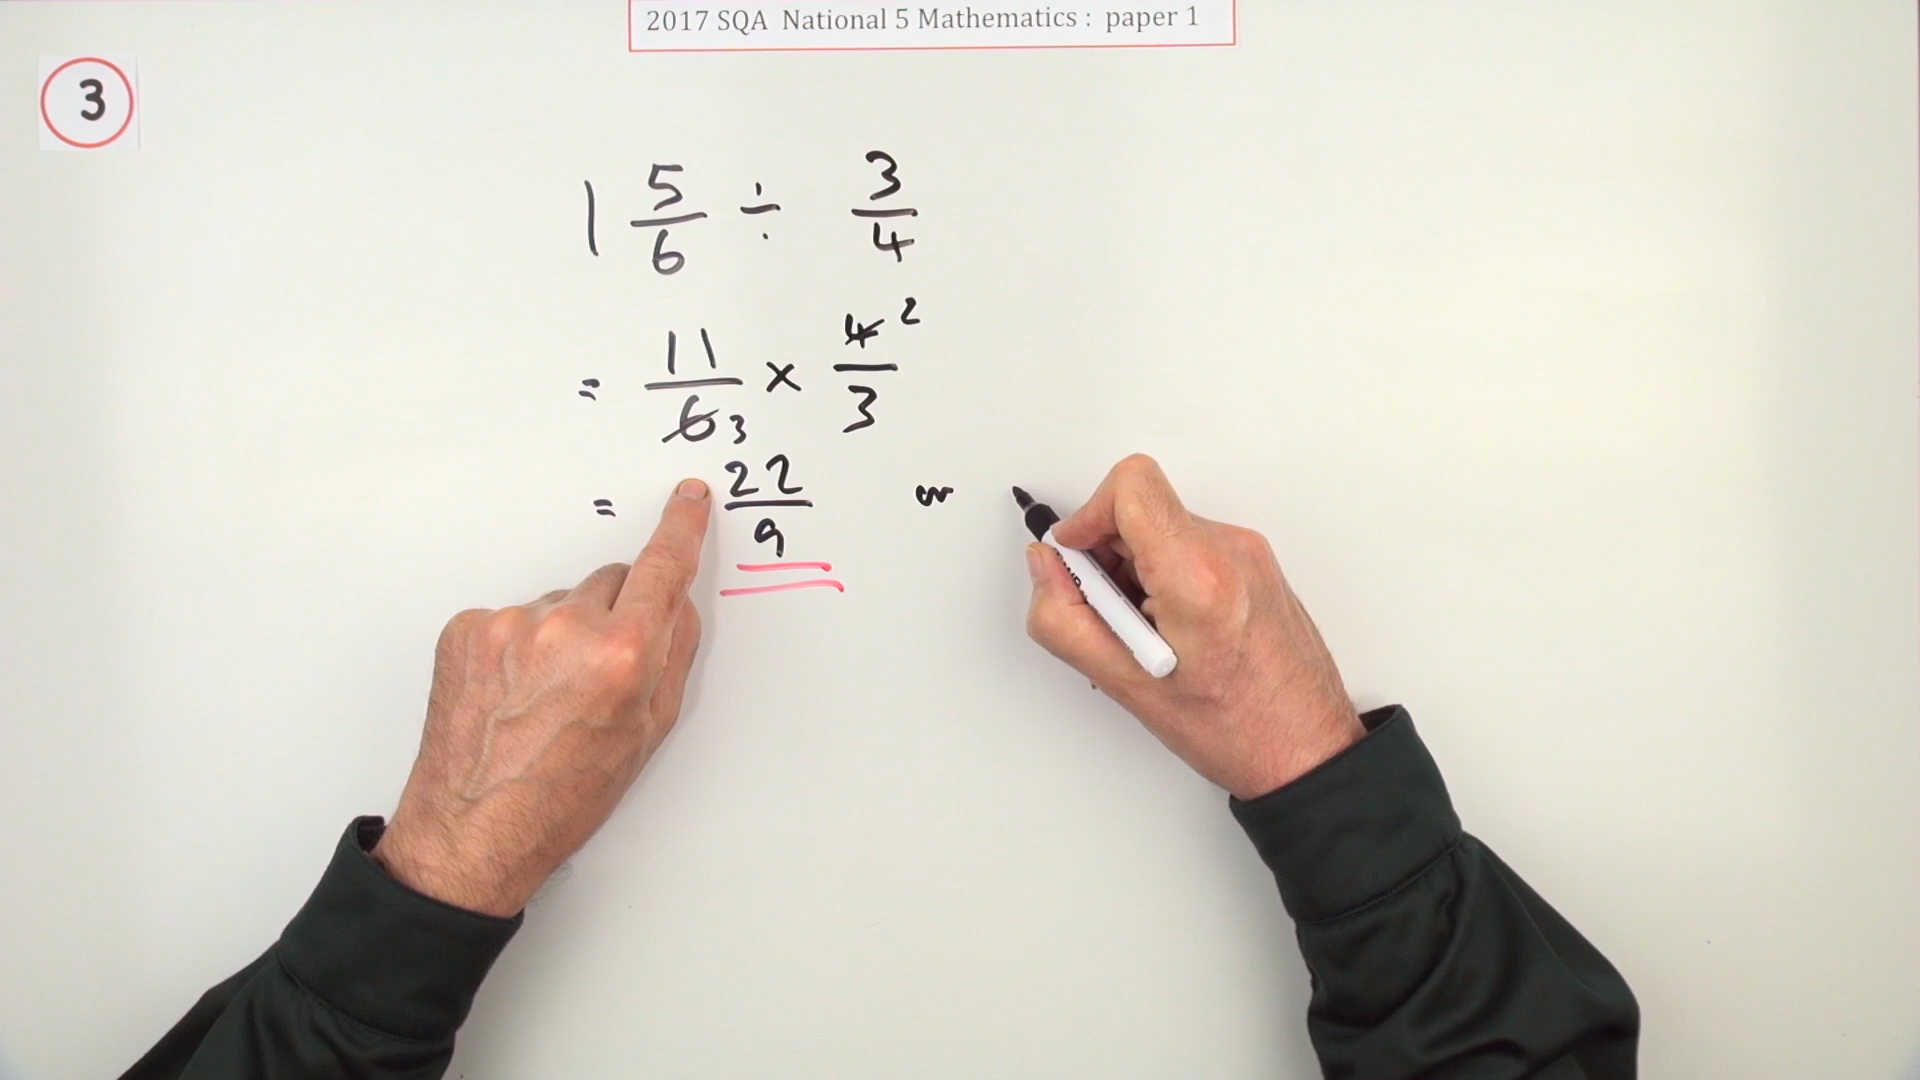 2017 SQA National 5 Mathematics : paper 1
3
1 5/6 ÷ 3/4
= 11/6 3 × 4 2/3
= 22/9 or